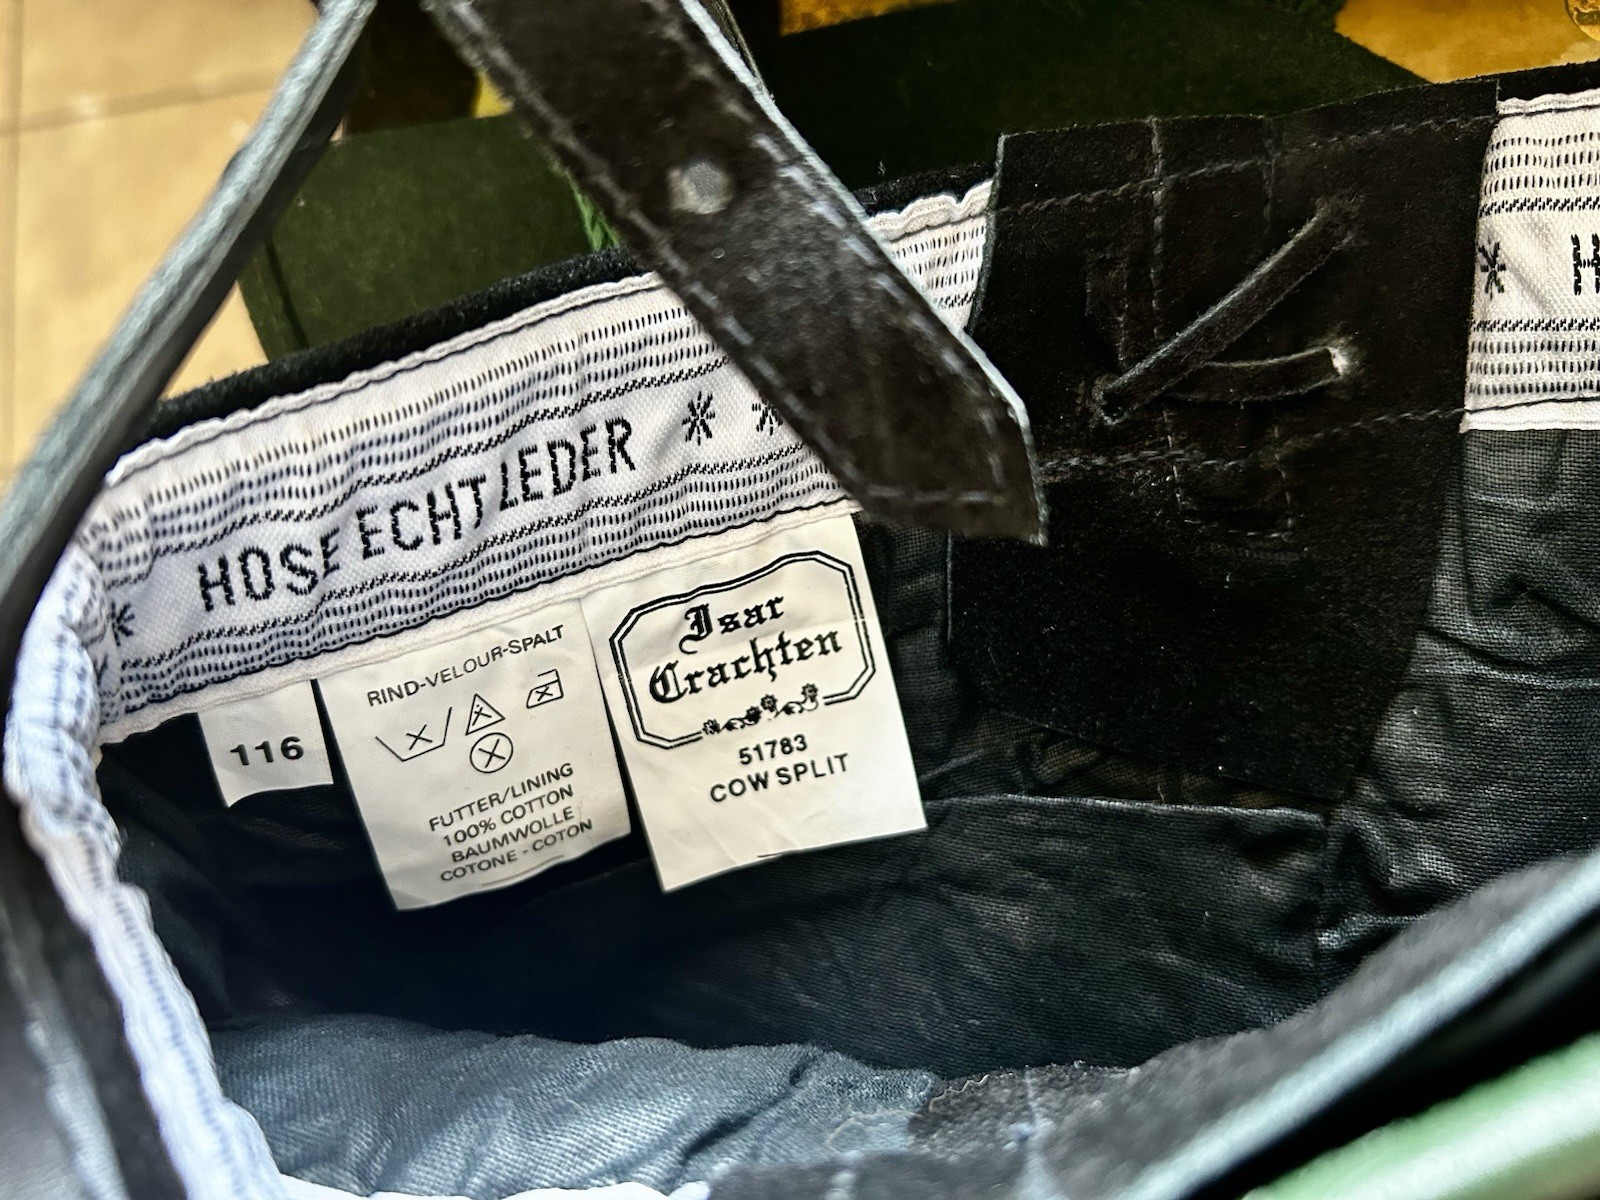 HOSE ECHT LEDER
H
116
RIND-VELOUR-SPALT
FUTTER/LINING
100% COTTON
BAUMWOLLE
COTONE - COTON
Isar
Trachten
51783
COW SPLIT